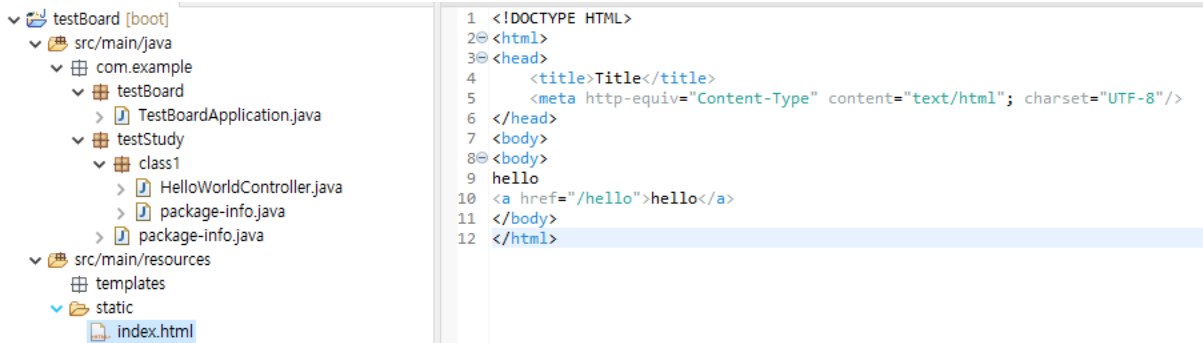 testBoard [boot]
src/main/java
com.example
testBoard
TestBoardApplication.java
testStudy
class1
HelloWorldController.java
package-info.java
package-info.java
src/main/resources
templates
static
index.html
1 <!DOCTYPE HTML>
2 <html>
3 <head>
4     <title>Title</title>
5     <meta http-equiv="Content-Type" content="text/html"; charset="UTF-8"/>
6 </head>
7 <body>
8 <body>
9 hello
10 <a href="/hello">hello</a>
11 </body>
12 </html>